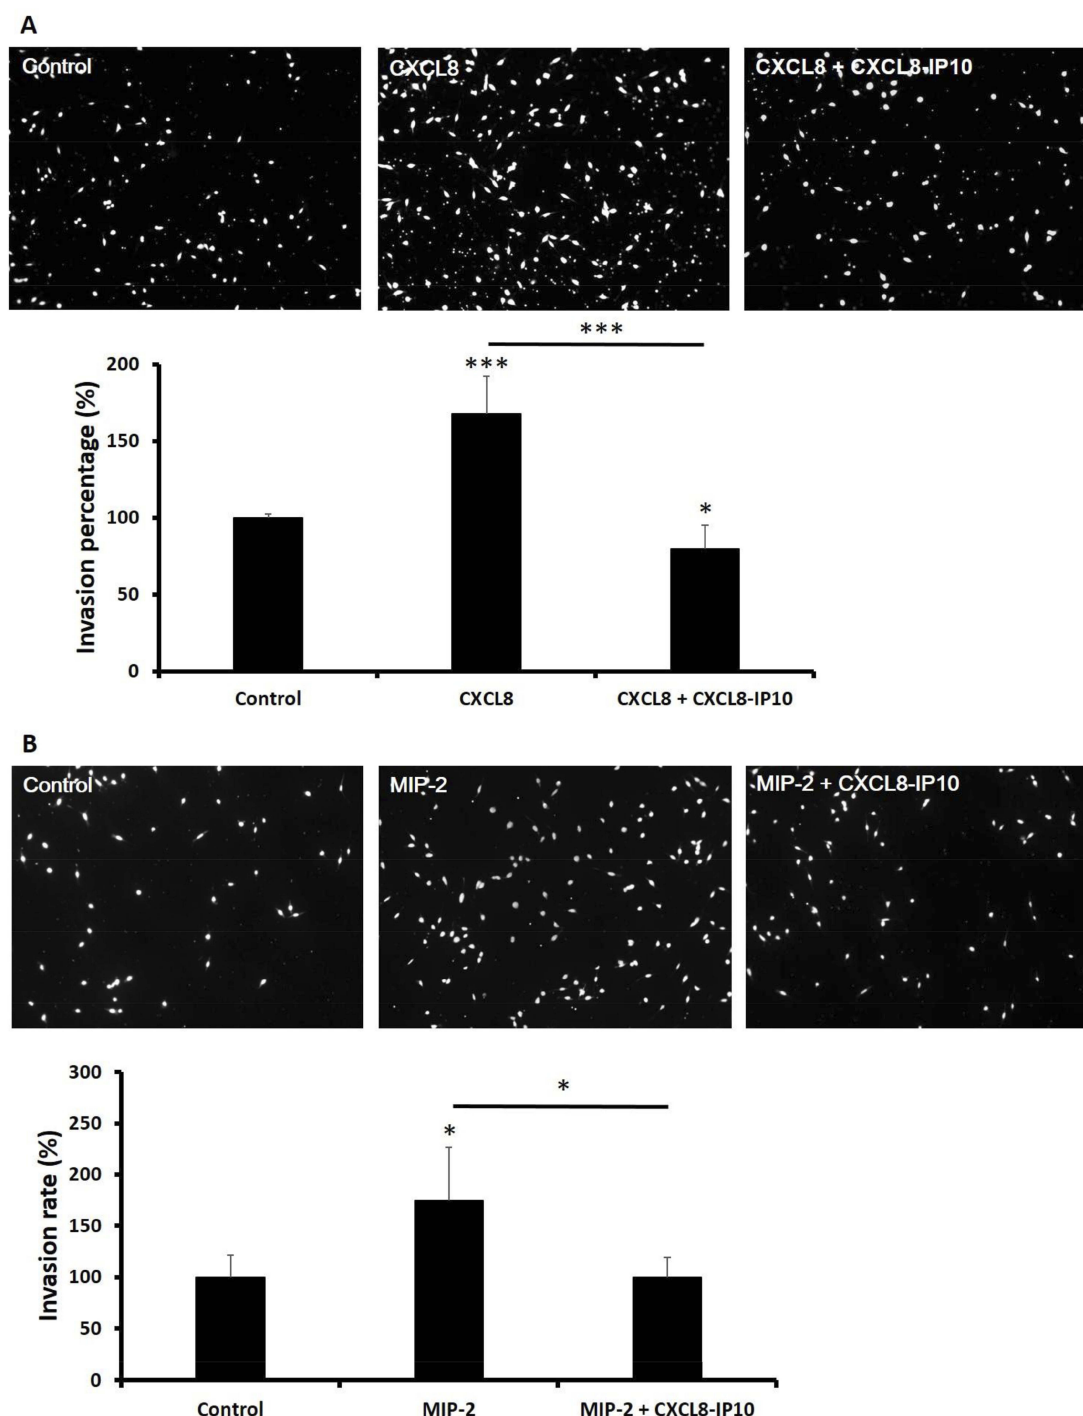 A
Control
CXCL8
CXCL8 + CXCL8-IP10
***
***
*
200
150
100
50
0
Invasion percentage (%)
Control
CXCL8
CXCL8 + CXCL8-IP10
B
Control
MIP-2
MIP-2 + CXCL8-IP10
*
*
300
250
200
150
100
50
0
Invasion rate (%)
Control
MIP-2
MIP-2 + CXCL8-IP10